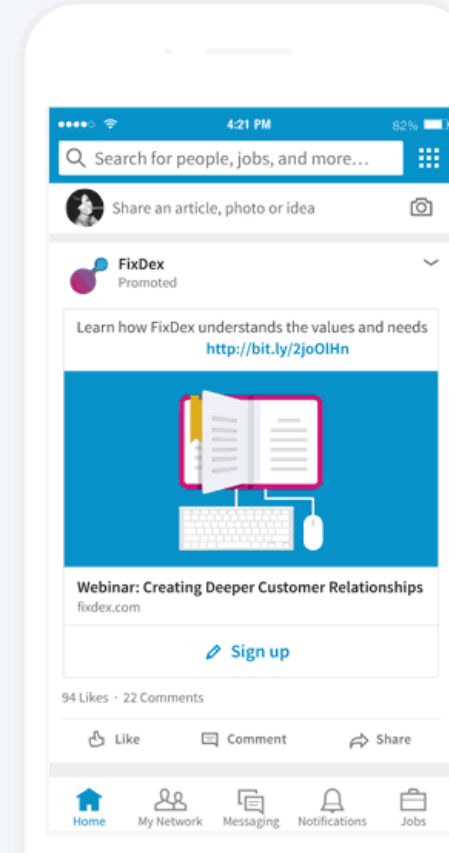 4:21 PM 82%
Search for people, jobs, and more...
Share an article, photo or idea
FixDex
Promoted
Learn how FixDex understands the values and needs
http://bit.ly/2joOlHn
Webinar: Creating Deeper Customer Relationships
fixdex.com
Sign up
94 Likes · 22 Comments
Like Comment Share
Home My Network Messaging Notifications Jobs